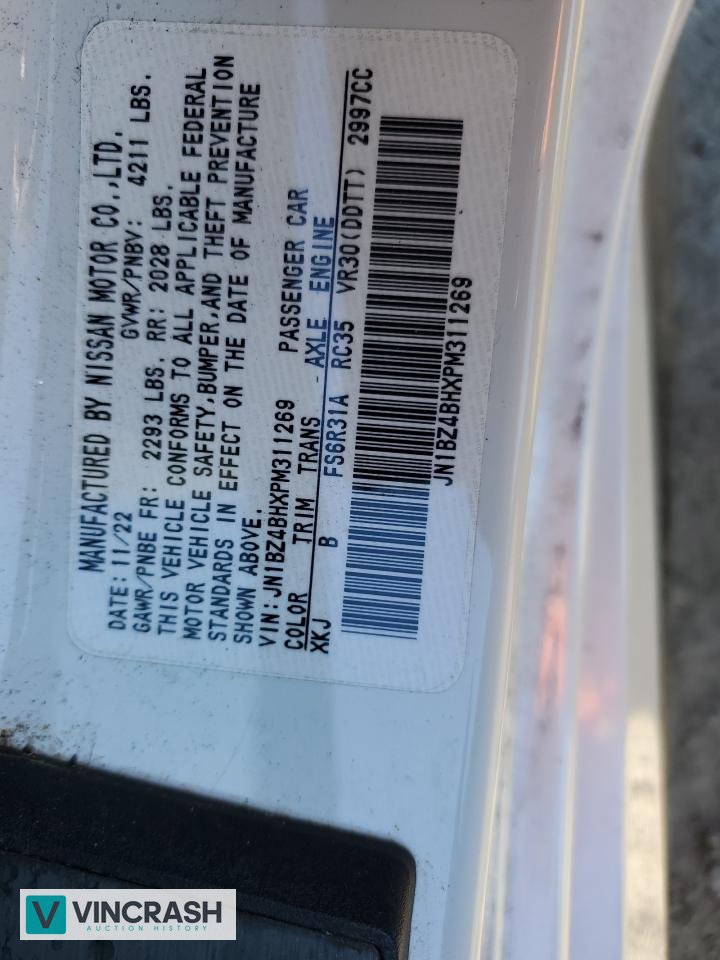 MANUFACTURED BY NISSAN MOTOR CO.,LTD.
DATE: 11/22 GVWR/PNBV: 4211 LBS.
GAWR/PNBE FR: 2293 LBS. RR: 2028 LBS.
THIS VEHICLE CONFORMS TO ALL APPLICABLE FEDERAL
MOTOR VEHICLE SAFETY,BUMPER,AND THEFT PREVENTION
STANDARDS IN EFFECT ON THE DATE OF MANUFACTURE
SHOWN ABOVE.
VIN: JN1BZ4BHXPM311269 PASSENGER CAR
COLOR TRIM TRANS AXLE ENGINE
XKJ B FS6R31A RC35 VR30(DDTT) 2997CC
JN1BZ4BHXPM311269
V VINCRASH
AUCTION HISTORY